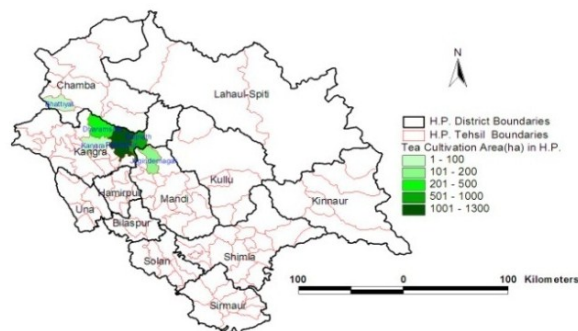 Chamba
Lahaul-Spiti
Bhattiyat
Kangra
Kullu
Hamirpur
Mandi
Kinnaur
Una
Bilaspur
Solan
Shimla
Sirmaur
N
H.P. District Boundaries
H.P. Tehsil Boundaries
Tea Cultivation Area(ha) in H.P.
1 - 100
101 - 200
201 - 500
501 - 1000
1001 - 1300
100 0 100 Kilometers